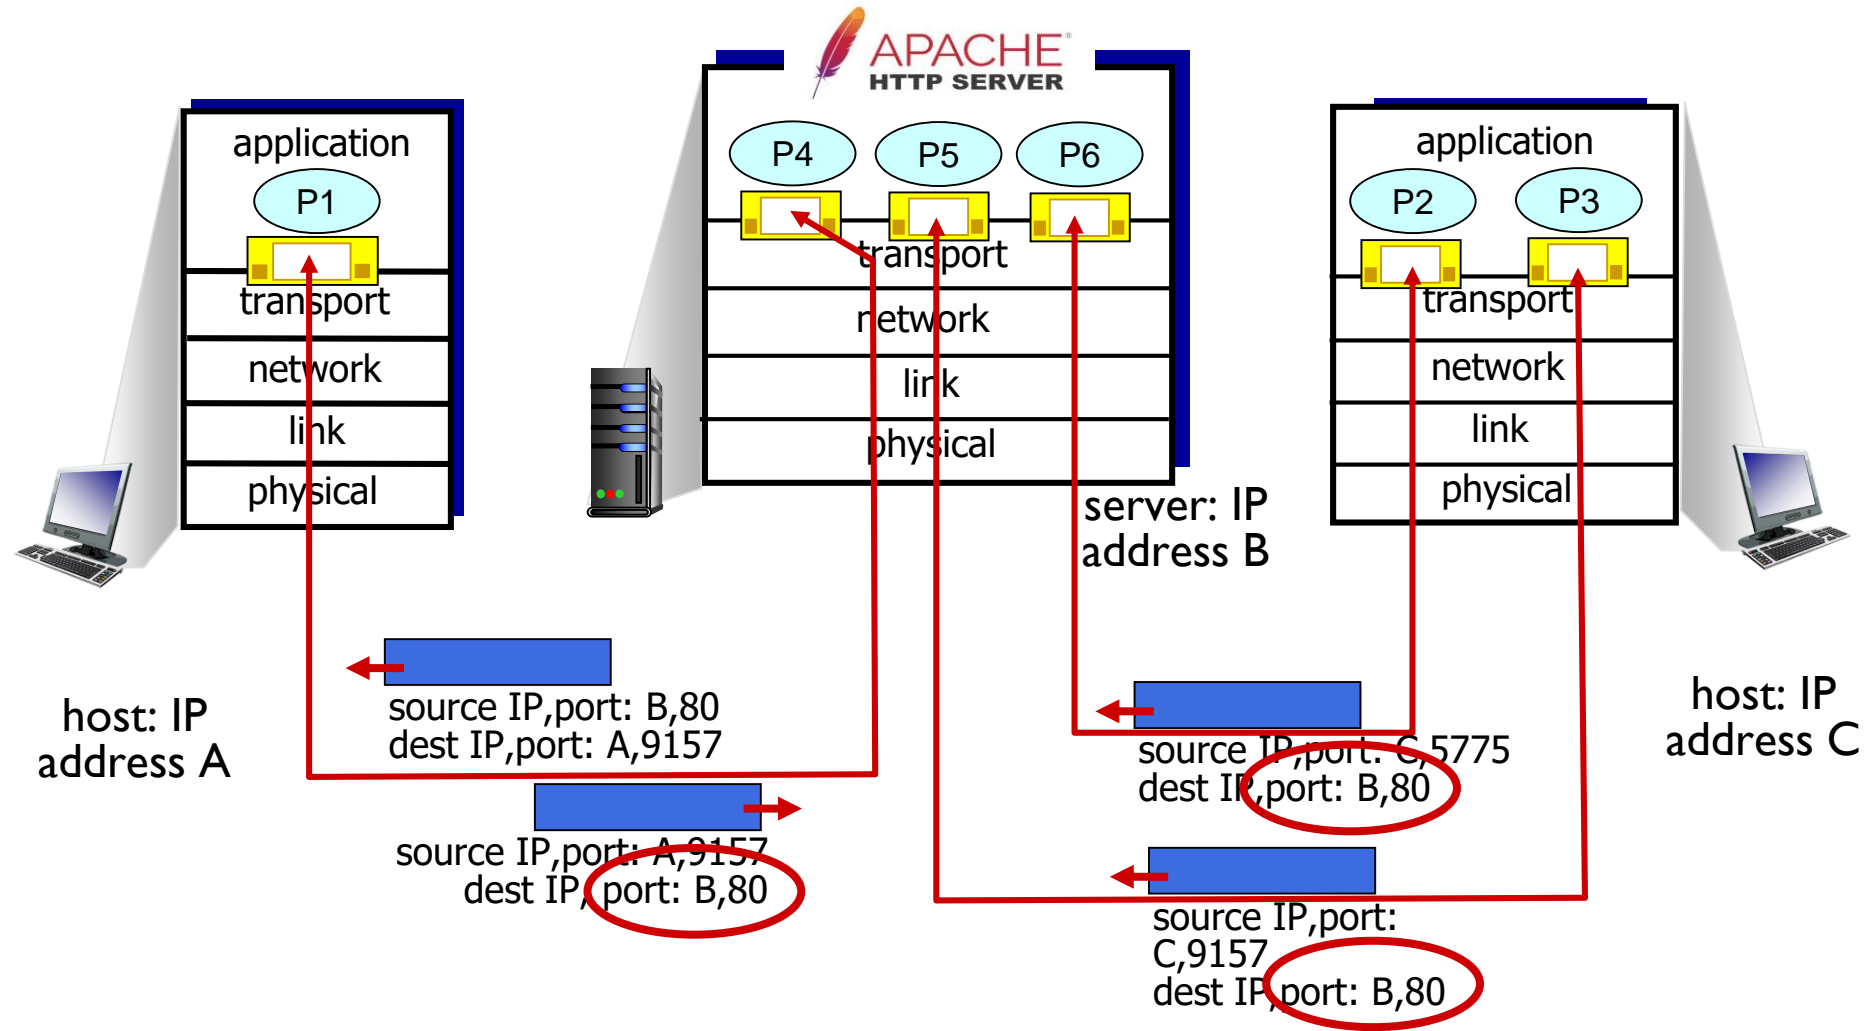 APACHE
HTTP SERVER
application
P1
transport
network
link
physical
P4
P5
P6
transport
network
link
physical
application
P2
P3
transport
network
link
physical
server: IP
address B
host: IP
address A
source IP,port: B,80
dest IP,port: A,9157
source IP,port: A,9157
dest IP, port: B,80
source IP,port: C,5775
dest IP,port: B,80
source IP,port:
C,9157
dest IP,port: B,80
host: IP
address C